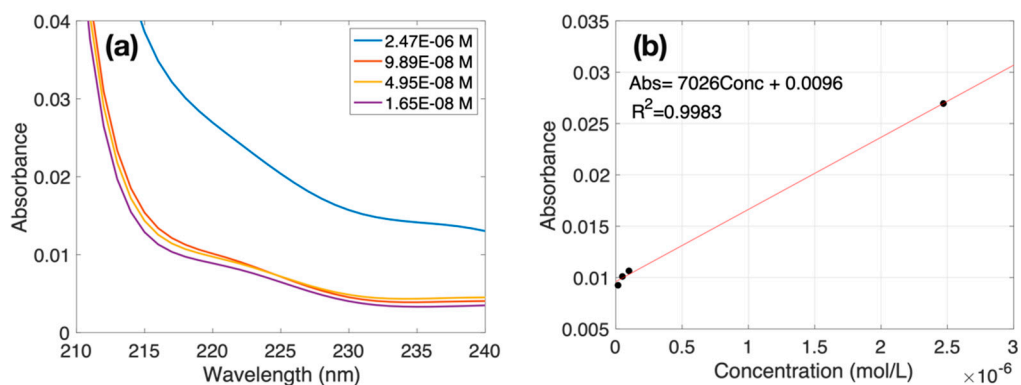 (a)
0.04
0.03
0.02
0.01
0
Absorbance
210
215
220
225
230
235
240
Wavelength (nm)
2.47E-06 M
9.89E-08 M
4.95E-08 M
1.65E-08 M
(b)
Abs= 7026Conc + 0.0096
R²=0.9983
0.035
0.03
0.025
0.02
0.015
0.01
0.005
Absorbance
0
0.5
1
1.5
2
2.5
3
Concentration (mol/L)
×10⁻⁶